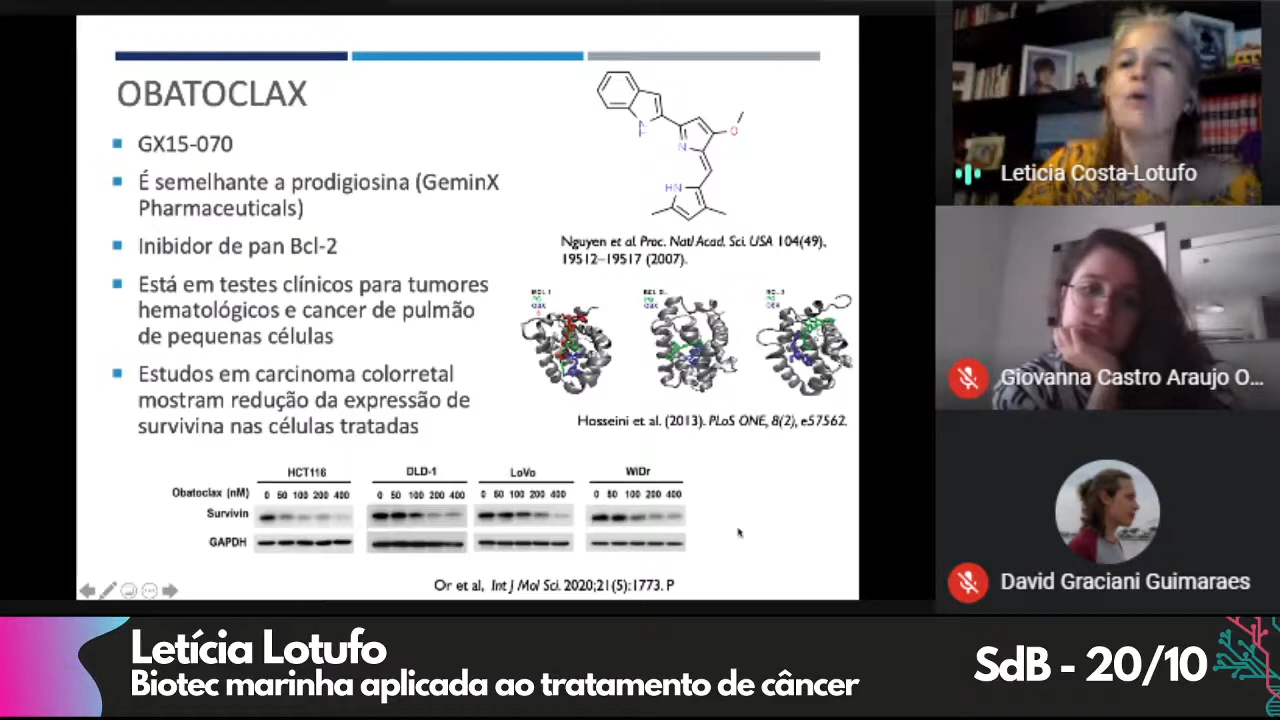 OBATOCLAX
GX15-070
É semelhante a prodigiosina (GeminX
Pharmaceuticals)
Inibidor de pan Bcl-2
Está em testes clínicos para tumores
hematológicos e cancer de pulmão
de pequenas células
Estudos em carcinoma colorretal
mostram redução da expressão de
survivina nas células tratadas
N
H
N
O
HN
Nguyen et al. Proc. Natl Acad. Sci. USA 104(49),
19512–19517 (2007).
Hosseini et al. (2013). PLoS ONE, 8(2), e57562.
HCT116 DLD-1 LoVo WiDr
Obatoclax (nM) 0 50 100 200 400 0 50 100 200 400 0 50 100 200 400 0 50 100 200 400
Survivin
GAPDH
Or et al, Int J Mol Sci. 2020;21(5):1773. P
Leticia Costa-Lotufo
Giovanna Castro Araujo O...
David Graciani Guimaraes
Letícia Lotufo
Biotec marinha aplicada ao tratamento de câncer
SdB - 20/10